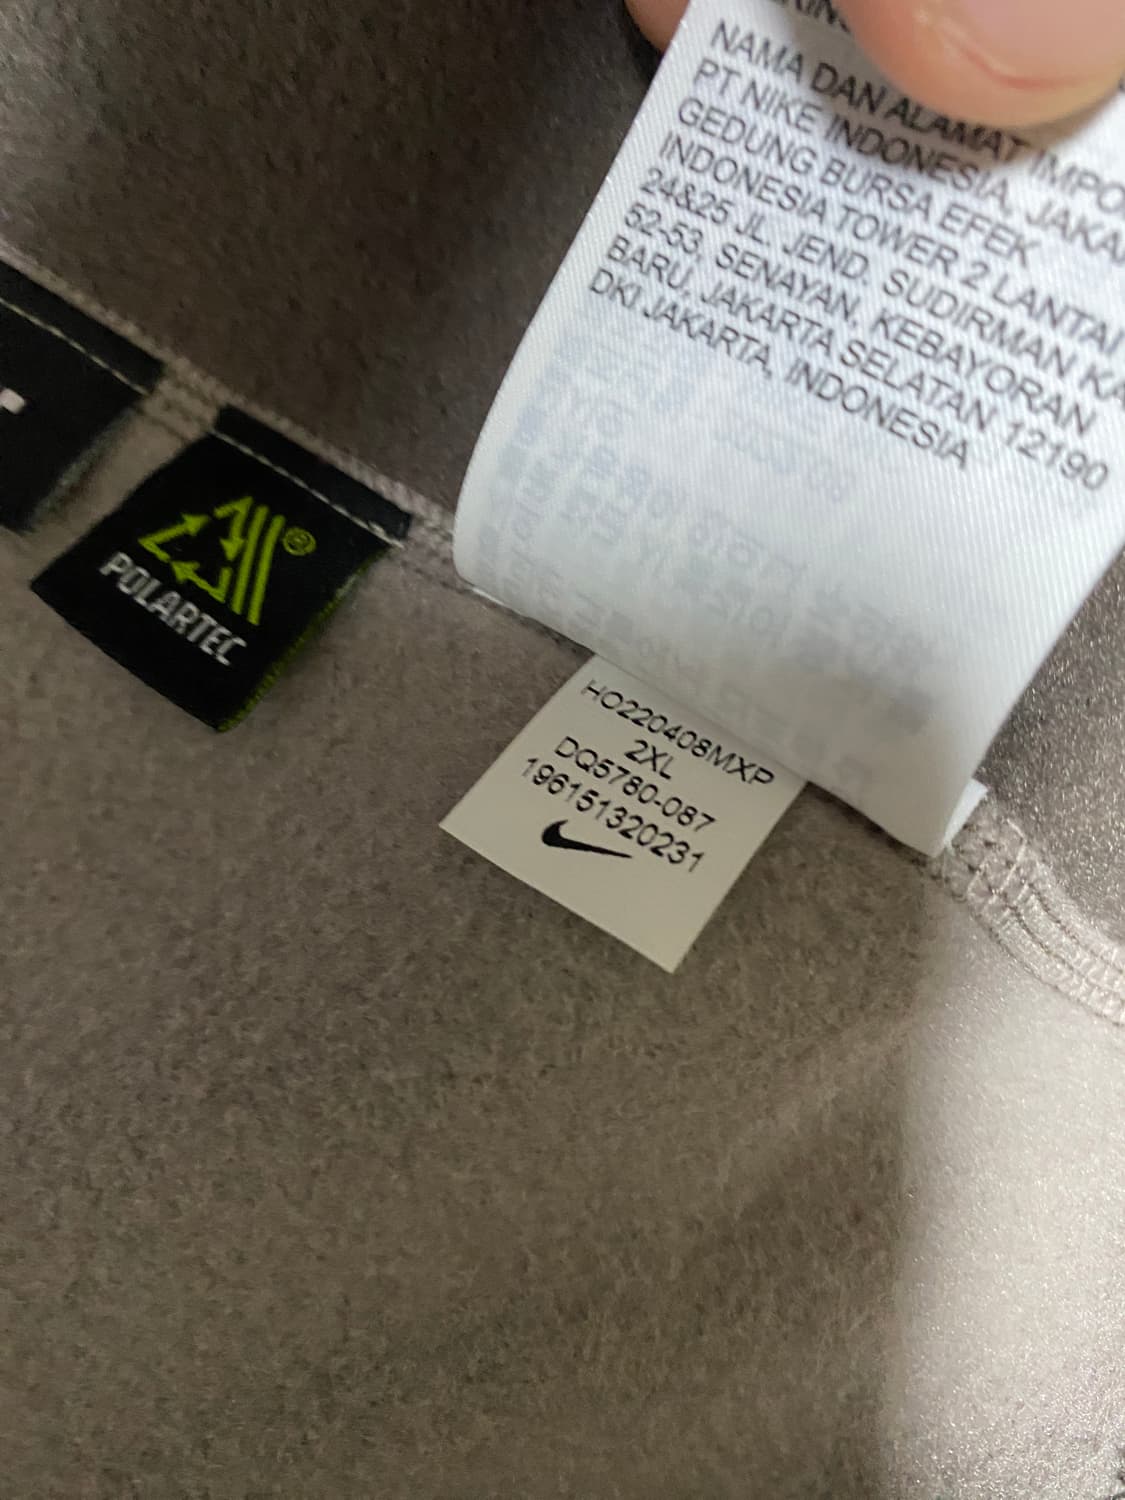 NAMA DAN ALAMAT
PT NIKE INDONESIA,
GEDUNG BURSA EFEK
INDONESIA TOWER 2 LANTAI
24&25 JL. JEND. SUDIRMAN
52-53, SENAYAN, KEBAYORAN
BARU, JAKARTA SELATAN 12190
DKI JAKARTA, INDONESIA
®
POLARTEC
HO220408MXP
2XL
DQ5780-087
196151320231